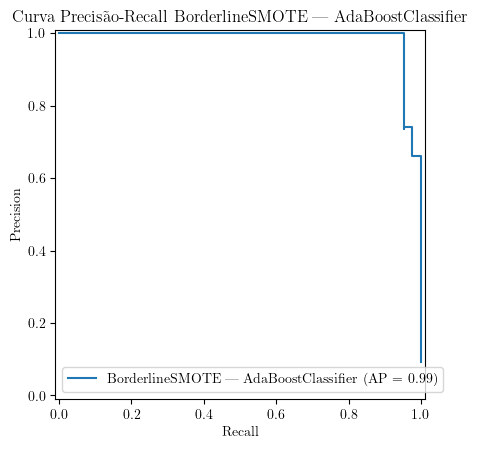 Curva Precisão-Recall BorderlineSMOTE — AdaBoostClassifier
1.0
0.8
0.6
0.4
0.2
0.0
Precision
BorderlineSMOTE — AdaBoostClassifier (AP = 0.99)
0.0 0.2 0.4 0.6 0.8 1.0
Recall